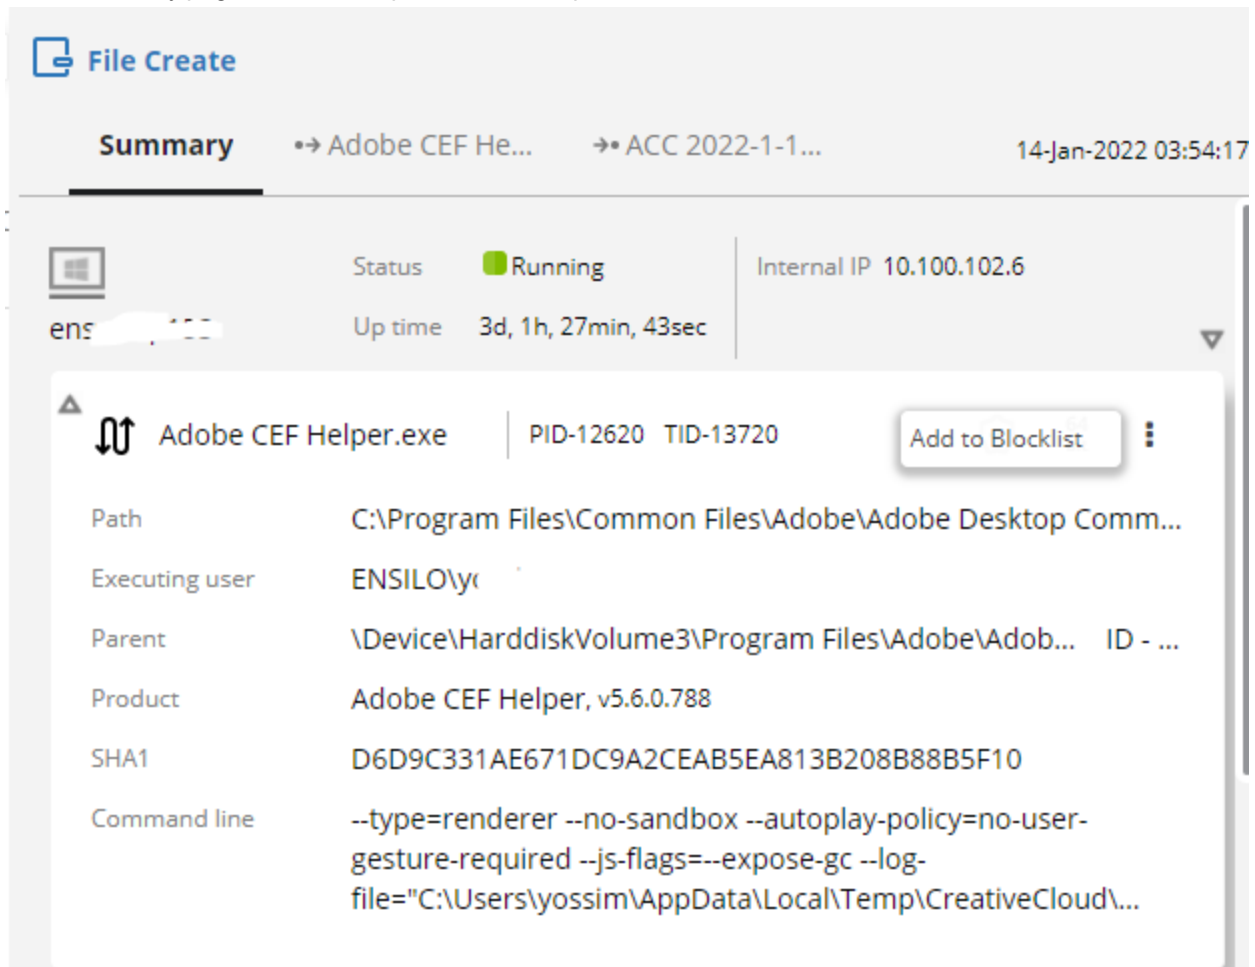 File Create
Summary •→ Adobe CEF He... →• ACC 2022-1-1... 14-Jan-2022 03:54:17
Status Running Internal IP 10.100.102.6
ens Up time 3d, 1h, 27min, 43sec
Adobe CEF Helper.exe PID-12620 TID-13720 Add to Blocklist
Path C:\Program Files\Common Files\Adobe\Adobe Desktop Comm...
Executing user ENSILO\y
Parent \Device\HarddiskVolume3\Program Files\Adobe\Adob... ID - ...
Product Adobe CEF Helper, v5.6.0.788
SHA1 D6D9C331AE671DC9A2CEAB5EA813B208B88B5F10
Command line --type=renderer --no-sandbox --autoplay-policy=no-user-
gesture-required --js-flags=--expose-gc --log-
file="C:\Users\yossim\AppData\Local\Temp\CreativeCloud\...